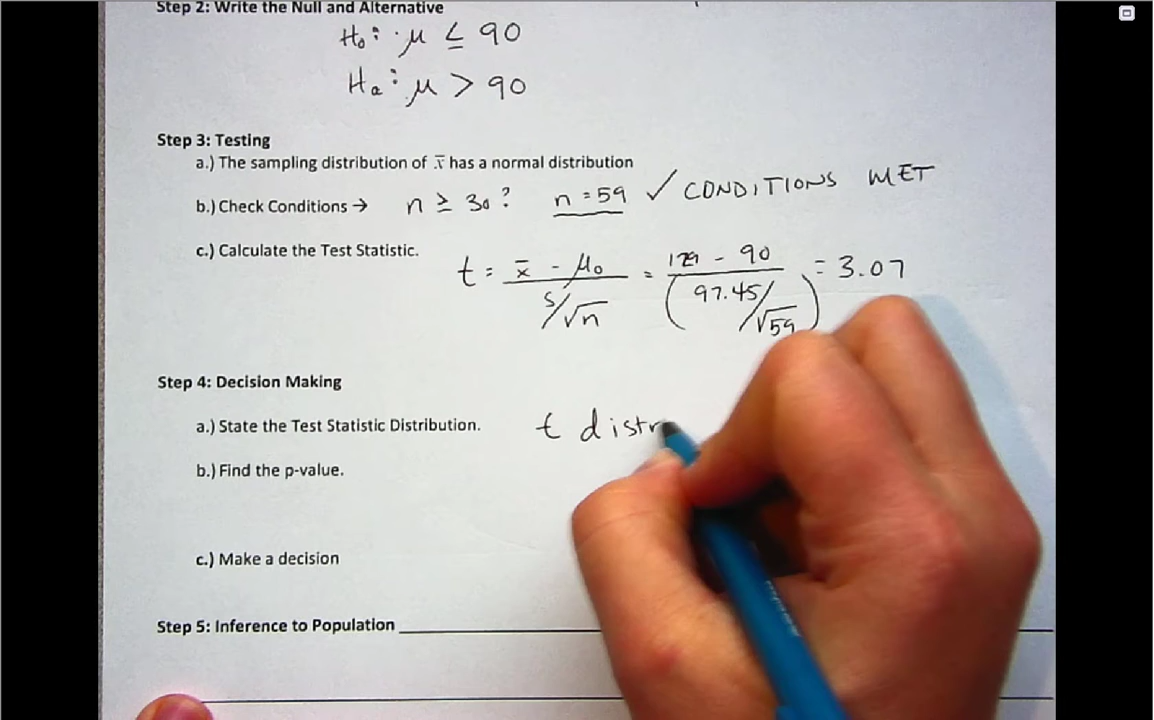 Step 2: Write the Null and Alternative
H₀: μ ≤ 90
Hₐ: μ > 90
Step 3: Testing
a.) The sampling distribution of x̄ has a normal distribution
b.) Check Conditions → n ≥ 30? n = 59 ✓ CONDITIONS MET
c.) Calculate the Test Statistic. t = (x̄ - μ₀)/(s/√n) = (129 - 90)/(97.45/√59) = 3.07
Step 4: Decision Making
a.) State the Test Statistic Distribution. t distr
b.) Find the p-value.
c.) Make a decision
Step 5: Inference to Population